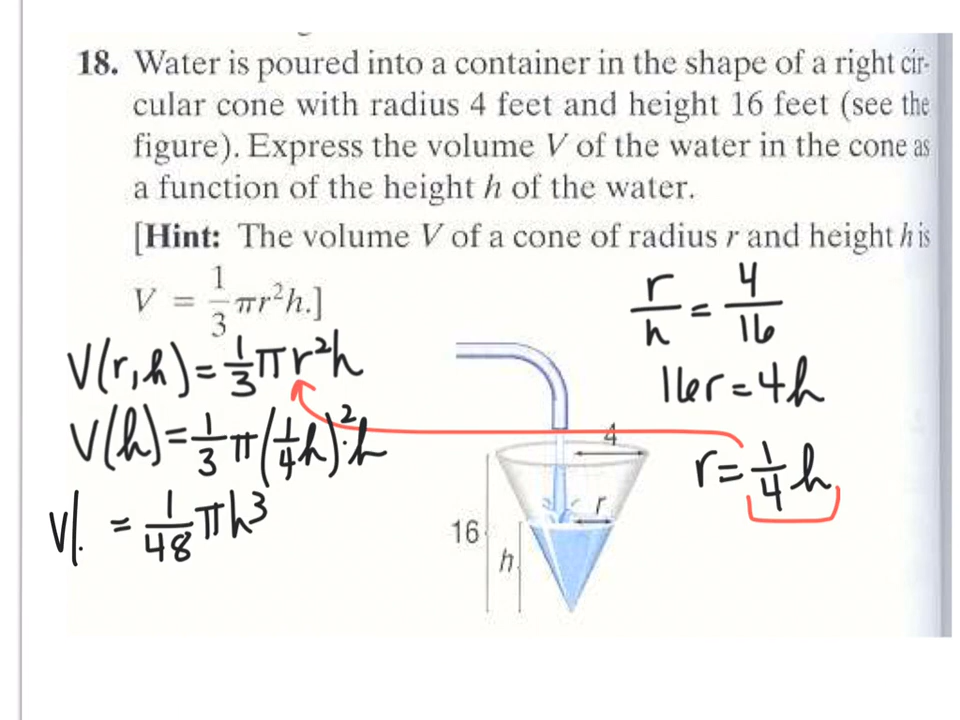 18. Water is poured into a container in the shape of a right cir-
cular cone with radius 4 feet and height 16 feet (see the
figure). Express the volume V of the water in the cone as
a function of the height h of the water.
[Hint: The volume V of a cone of radius r and height h is
V = 1/3 πr²h.]
r/h = 4/16
V(r,h) = 1/3 πr²h
16r = 4h
V(h) = 1/3 π(1/4 h)²·h
r = 1/4 h
= 1/48 πh³
4
r
16
h